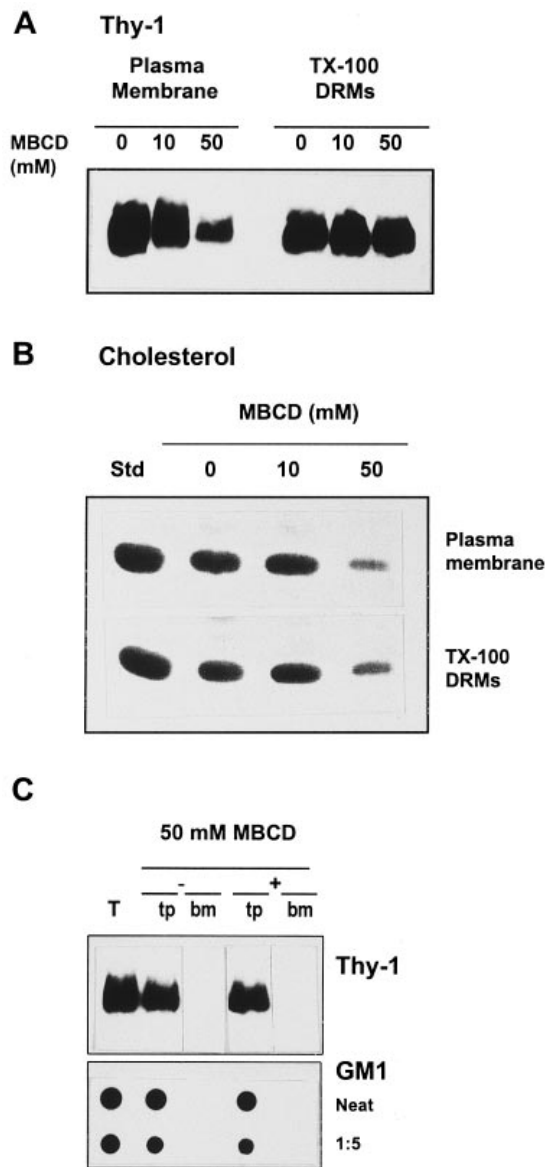 A Thy-1
Plasma Membrane TX-100 DRMs
MBCD (mM) 0 10 50 0 10 50
B Cholesterol
MBCD (mM)
Std 0 10 50
Plasma membrane
TX-100 DRMs
C
50 mM MBCD
- +
T tp bm tp bm
Thy-1
GM1
Neat
1:5